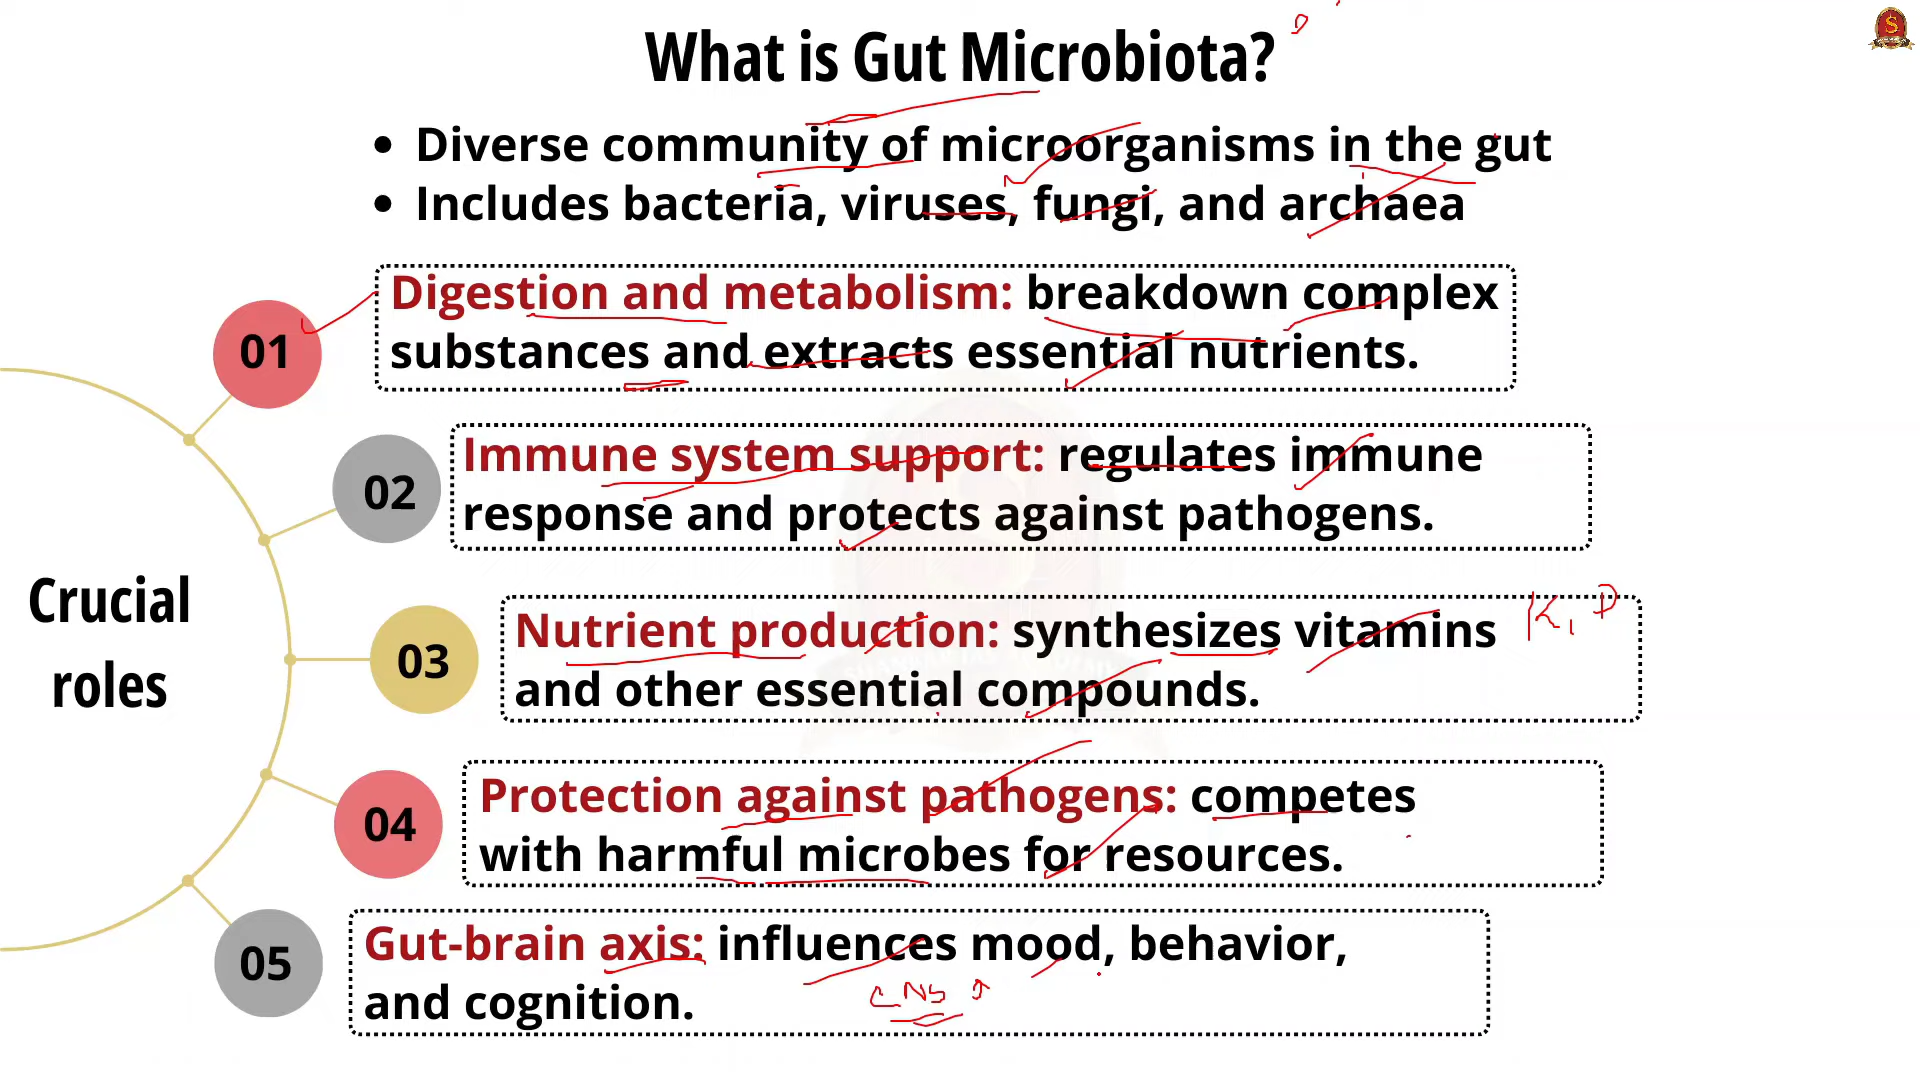 What is Gut Microbiota?
• Diverse community of microorganisms in the gut
• Includes bacteria, viruses, fungi, and archaea
01
Digestion and metabolism: breakdown complex
substances and extracts essential nutrients.
02
Immune system support: regulates immune
response and protects against pathogens.
Crucial
roles
03
Nutrient production: synthesizes vitamins K, D
and other essential compounds.
04
Protection against pathogens: competes
with harmful microbes for resources.
05
Gut-brain axis: influences mood, behavior,
and cognition.
CNS